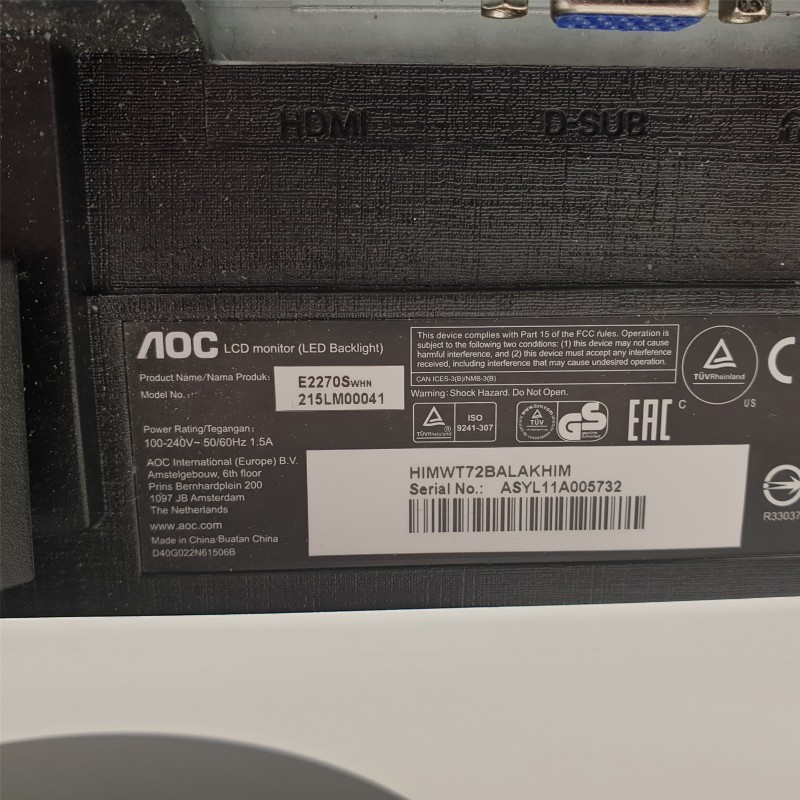 HDMI
D-SUB
AOC LCD monitor (LED Backlight)
Product Name/Nama Produk:
E2270SWHN
Model No.:
215LM00041
Power Rating/Tegangan:
100-240V~ 50/60Hz 1.5A
AOC International (Europe) B.V.
Amstelgebouw, 6th floor
Prins Bernhardplein 200
1097 JB Amsterdam
The Netherlands
www.aoc.com
Made in China/Buatan China
D40G022N61506B
This device complies with Part 15 of the FCC rules. Operation is
subject to the following two conditions: (1) this device may not cause
harmful interference, and (2) this device must accept any interference
received, including interference that may cause undesirable operation.
CAN ICES-3(B)/NMB-3(B)
Warning: Shock Hazard. Do Not Open.
TÜVRheinland
ISO
9241-307
TÜV
GS
EAC
TÜVRheinland
C US
CE
HIMWT72BALAKHIM
Serial No.: ASYL11A005732
R33037